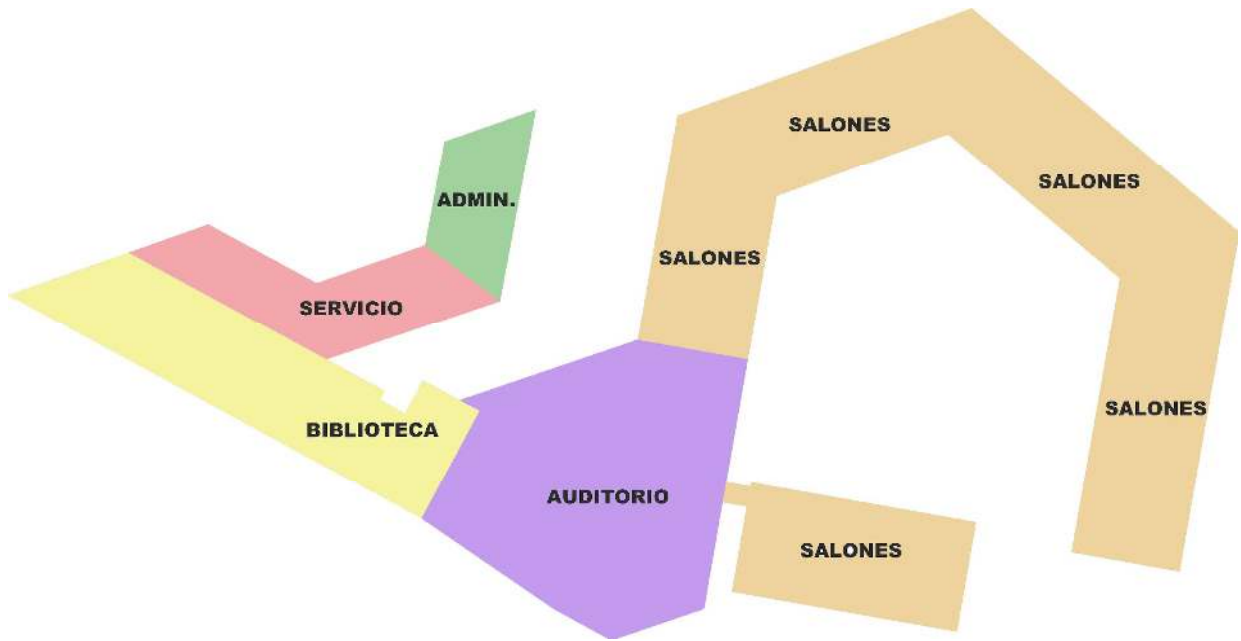 SALONES
SALONES
ADMIN.
SALONES
SERVICIO
SALONES
BIBLIOTECA
AUDITORIO
SALONES